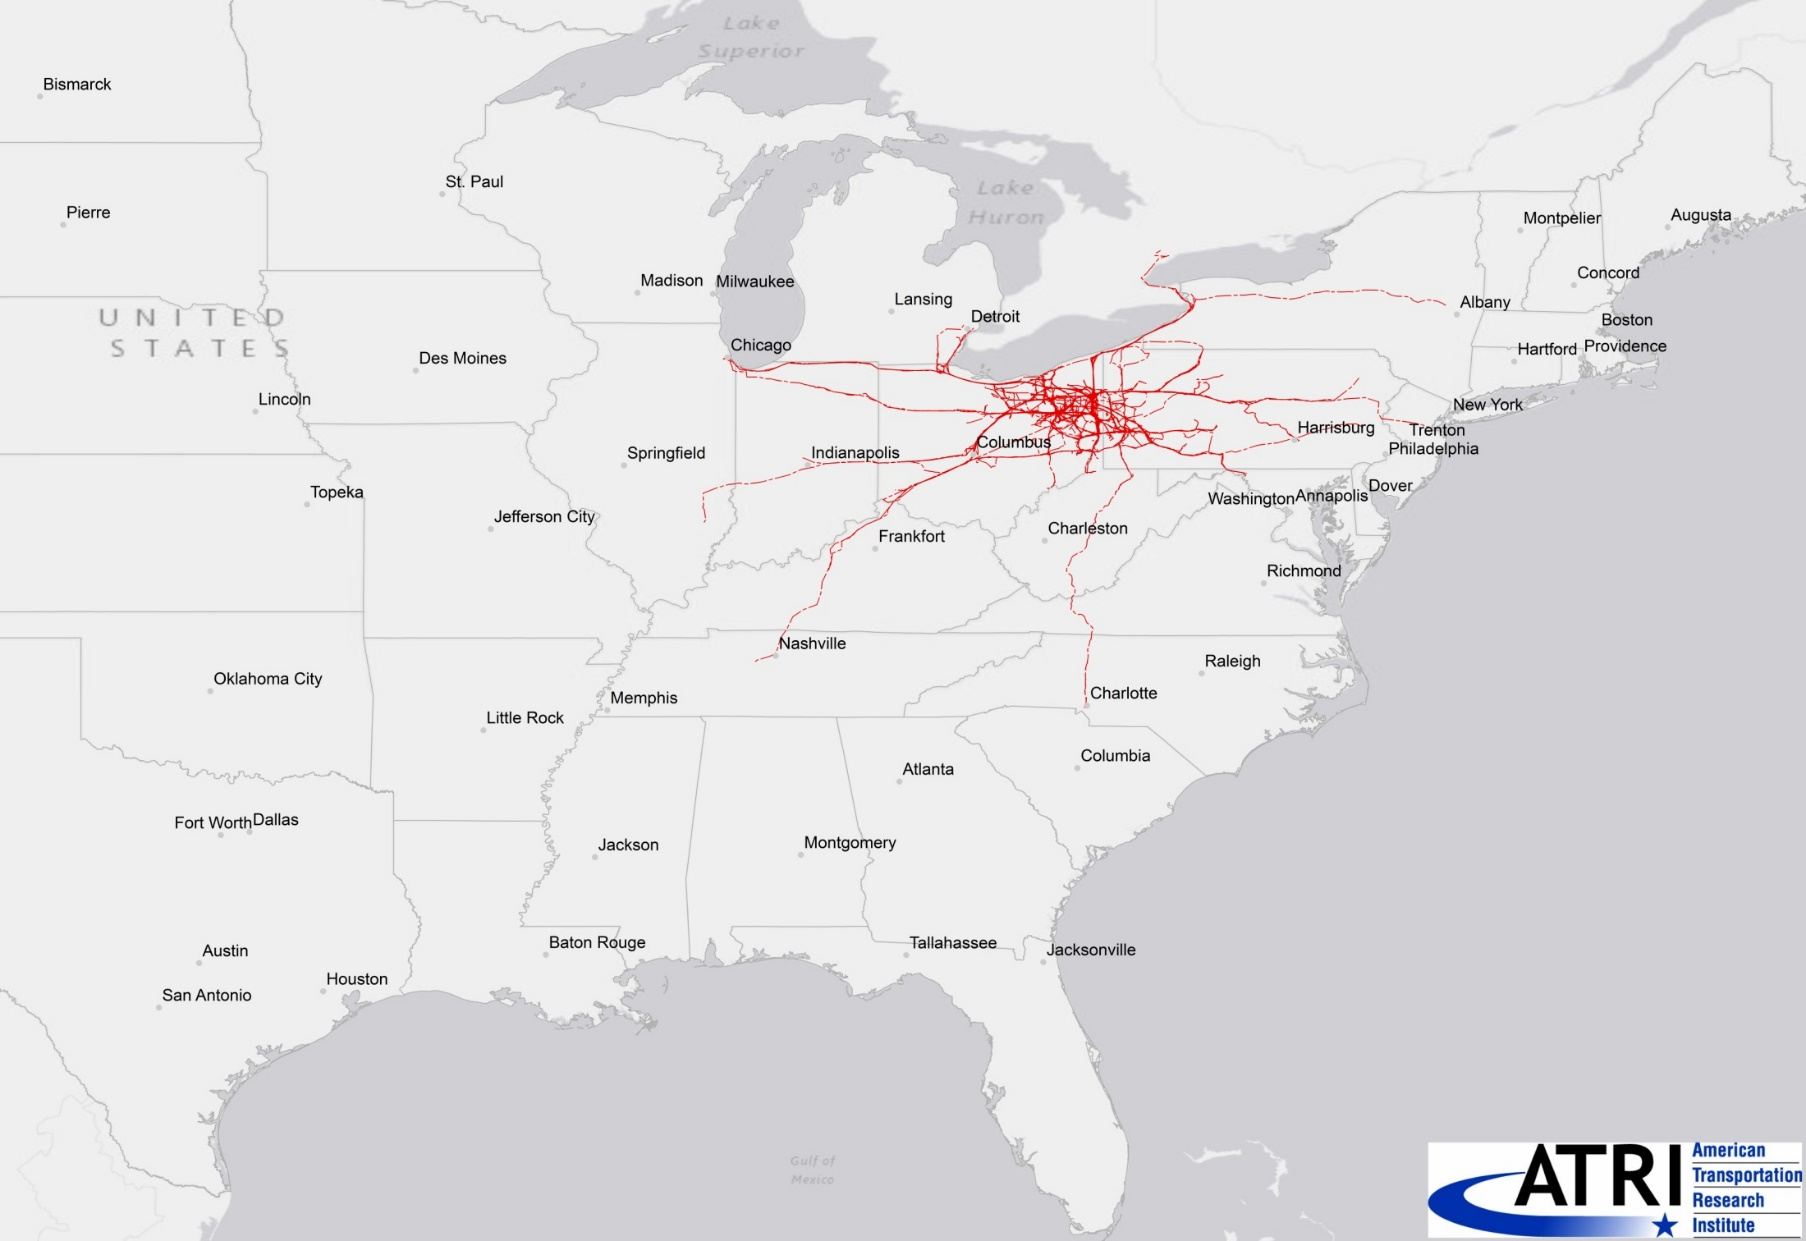 Lake
Superior
Bismarck
St. Paul
Pierre
Lake
Huron
Montpelier
Augusta
Madison
Milwaukee
Concord
Lansing
Albany
UNITED
STATES
Detroit
Boston
Chicago
Hartford
Providence
Des Moines
Lincoln
New York
Harrisburg
Trenton
Columbus
Philadelphia
Springfield
Indianapolis
Topeka
Washington
Annapolis
Dover
Jefferson City
Charleston
Frankfort
Richmond
Nashville
Raleigh
Oklahoma City
Charlotte
Memphis
Little Rock
Columbia
Atlanta
Fort Worth
Dallas
Jackson
Montgomery
Baton Rouge
Tallahassee
Jacksonville
Austin
Houston
San Antonio
Gulf of
Mexico
ATRI
American
Transportation
Research
Institute